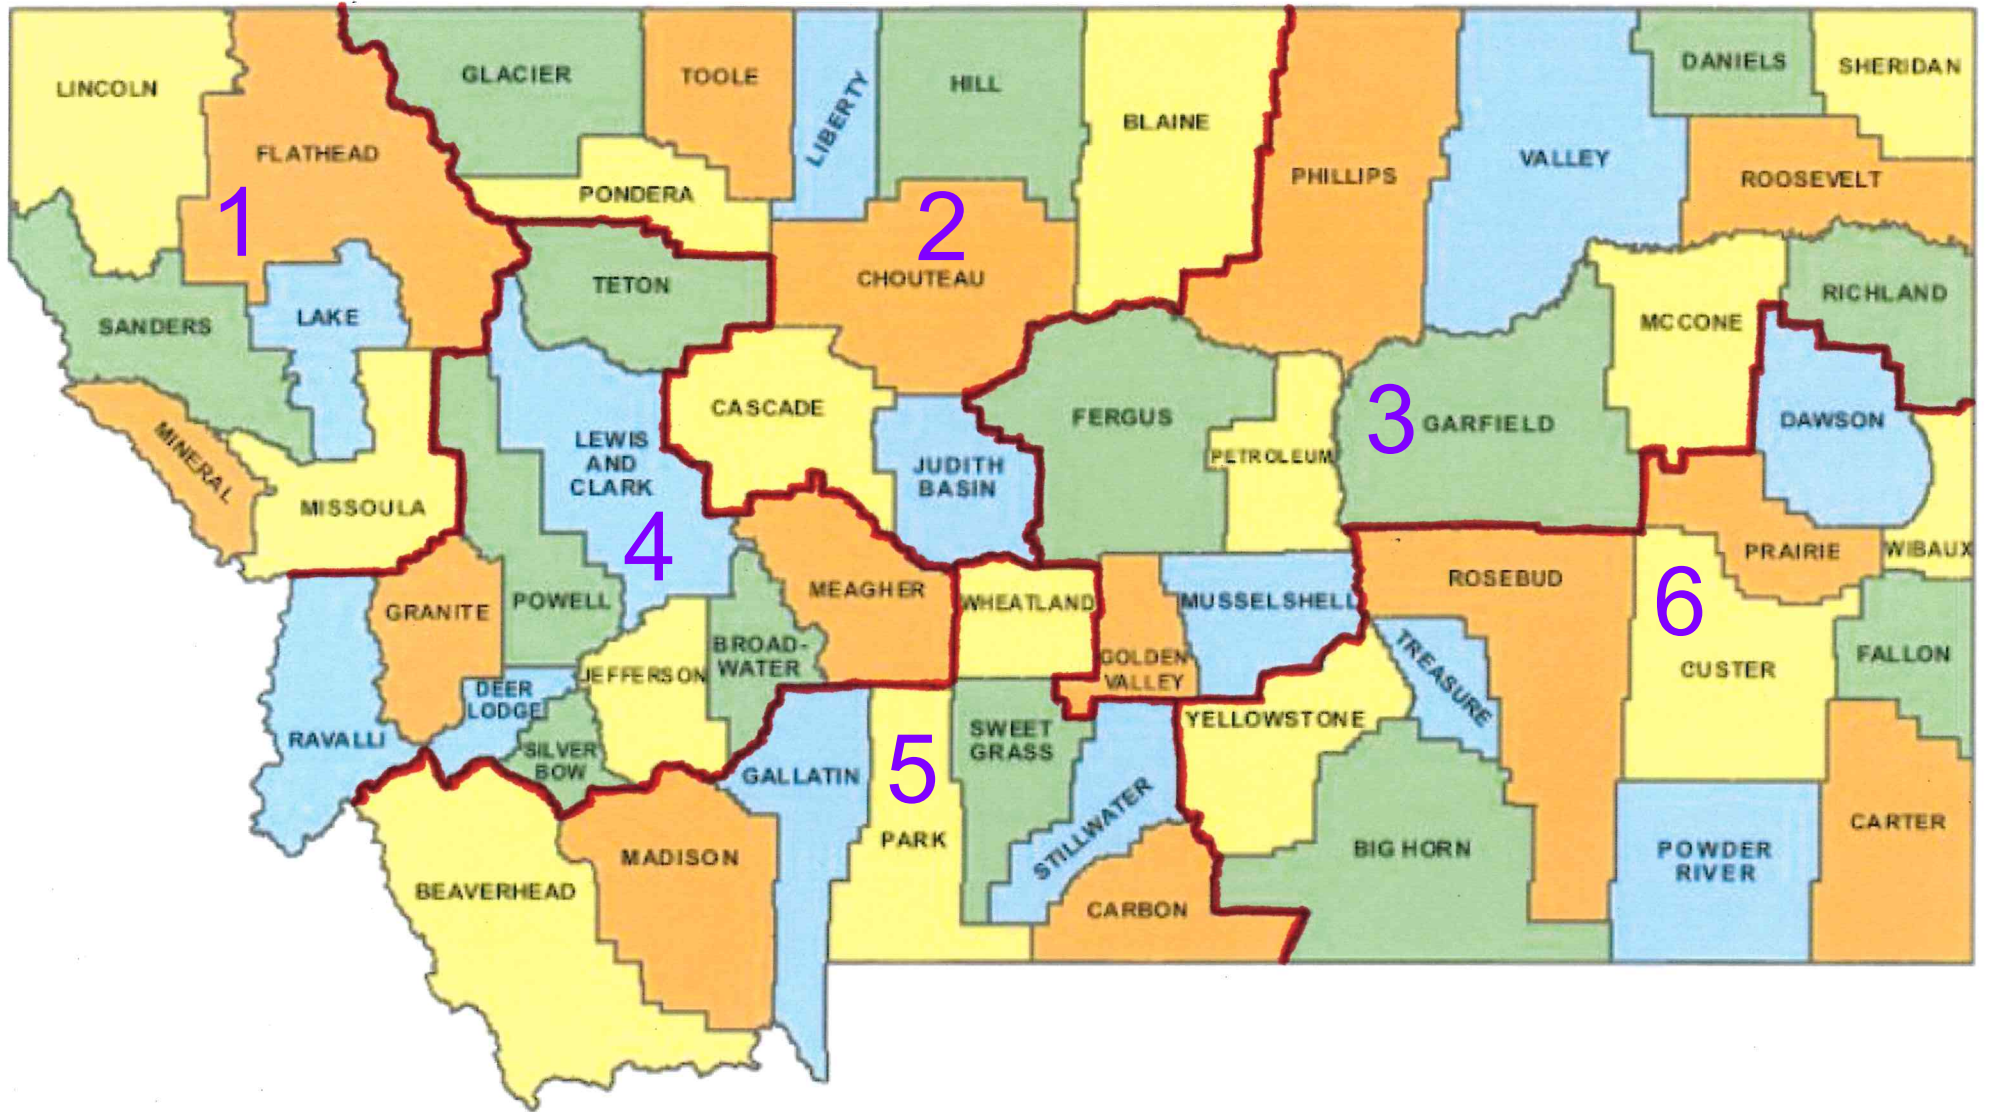 LINCOLN
FLATHEAD
GLACIER
TOOLE
LIBERTY
HILL
BLAINE
PHILLIPS
VALLEY
DANIELS
SHERIDAN
ROOSEVELT
PONDERA
1
2
CHOUTEAU
TETON
SANDERS
LAKE
MCCONE
RICHLAND
CASCADE
FERGUS
3
GARFIELD
DAWSON
MINERAL
MISSOULA
LEWIS
AND
CLARK
JUDITH
BASIN
PETROLEUM
4
PRAIRIE
WIBAUX
GRANITE
POWELL
MEAGHER
WHEATLAND
MUSSELSHELL
ROSEBUD
6
CUSTER
FALLON
BROAD-
WATER
JEFFERSON
GOLDEN
VALLEY
TREASURE
DEER
LODGE
RAVALLI
SILVER
BOW
GALLATIN
5
SWEET
GRASS
YELLOWSTONE
STILLWATER
PARK
MADISON
BEAVERHEAD
CARBON
BIG HORN
POWDER
RIVER
CARTER